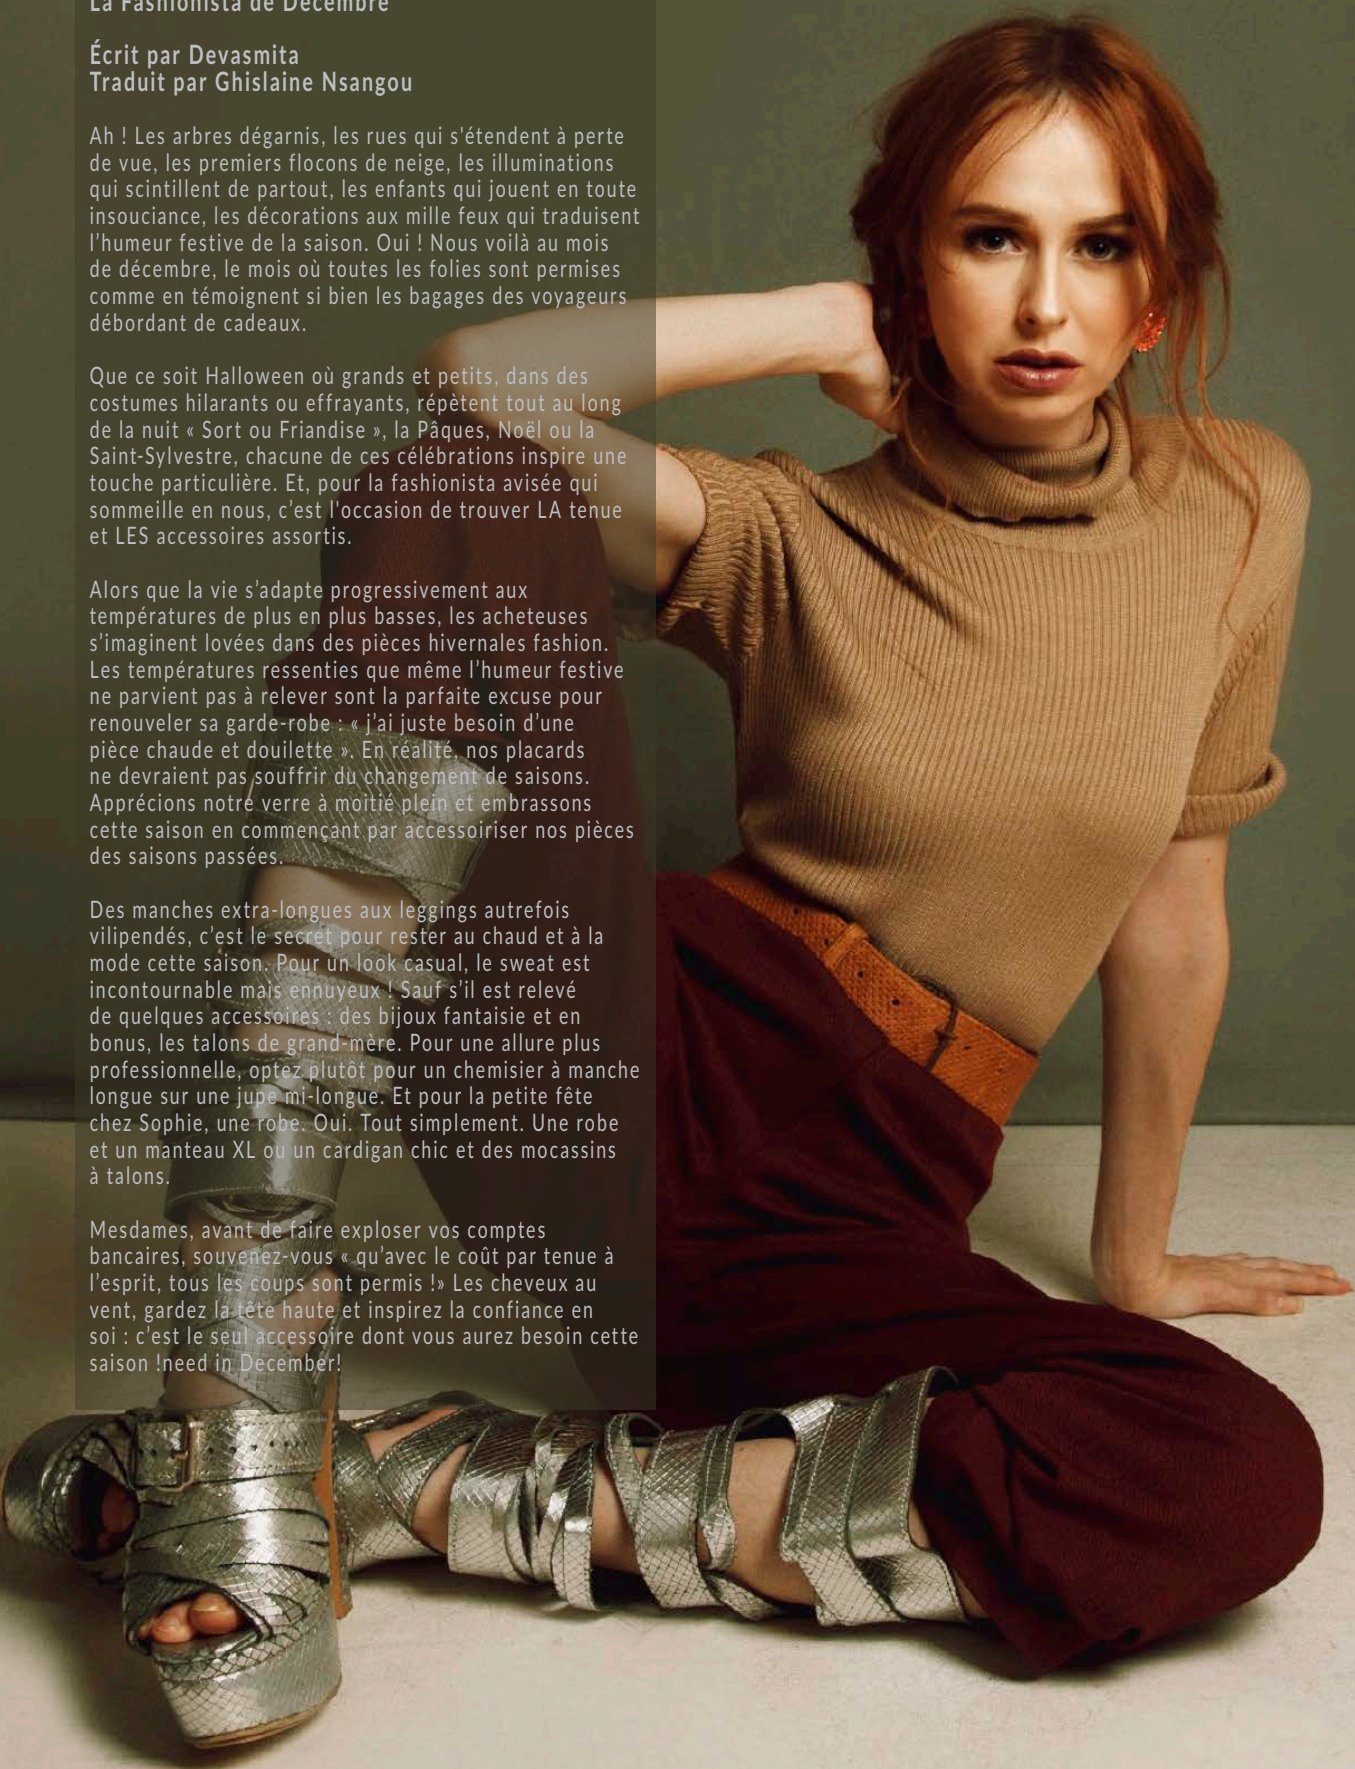 La Fashionista de Décembre
Écrit par Devasmita
Traduit par Ghislaine Nsangou
Ah ! Les arbres dégarnis, les rues qui s'étendent à perte
de vue, les premiers flocons de neige, les illuminations
qui scintillent de partout, les enfants qui jouent en toute
insouciance, les décorations aux mille feux qui traduisent
l’humeur festive de la saison. Oui ! Nous voilà au mois
de décembre, le mois où toutes les folies sont permises
comme en témoignent si bien les bagages des voyageurs
débordant de cadeaux.
Que ce soit Halloween où grands et petits, dans des
costumes hilarants ou effrayants, répètent tout au long
de la nuit « Sort ou Friandise », la Pâques, Noël ou la
Saint-Sylvestre, chacune de ces célébrations inspire une
touche particulière. Et, pour la fashionista avisée qui
sommeille en nous, c’est l'occasion de trouver LA tenue
et LES accessoires assortis.
Alors que la vie s’adapte progressivement aux
températures de plus en plus basses, les acheteuses
s’imaginent lovées dans des pièces hivernales fashion.
Les températures ressenties que même l’humeur festive
ne parvient pas à relever sont la parfaite excuse pour
renouveler sa garde-robe : « j’ai juste besoin d’une
pièce chaude et douilette ». En réalité, nos placards
ne devraient pas souffrir du changement de saisons.
Apprécions notre verre à moitié plein et embrassons
cette saison en commençant par accessoiriser nos pièces
des saisons passées.
Des manches extra-longues aux leggings autrefois
vilipendés, c’est le secret pour rester au chaud et à la
mode cette saison. Pour un look casual, le sweat est
incontournable mais ennuyeux ! Sauf s’il est relevé
de quelques accessoires : des bijoux fantaisie et en
bonus, les talons de grand-mère. Pour une allure plus
professionnelle, optez plutôt pour un chemisier à manche
longue sur une jupe mi-longue. Et pour la petite fête
chez Sophie, une robe. Oui. Tout simplement. Une robe
et un manteau XL ou un cardigan chic et des mocassins
à talons.
Mesdames, avant de faire exploser vos comptes
bancaires, souvenez-vous « qu’avec le coût par tenue à
l’esprit, tous les coups sont permis !» Les cheveux au
vent, gardez la tête haute et inspirez la confiance en
soi : c’est le seul accessoire dont vous aurez besoin cette
saison !need in December!